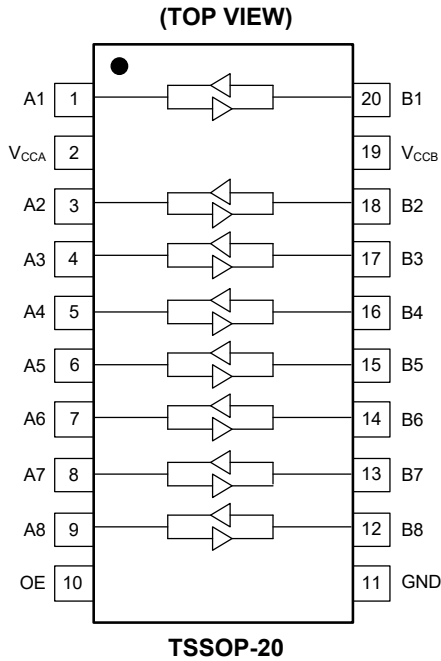 (TOP VIEW)
A1 1 20 B1
VCCA 2 19 VCCB
A2 3 18 B2
A3 4 17 B3
A4 5 16 B4
A5 6 15 B5
A6 7 14 B6
A7 8 13 B7
A8 9 12 B8
OE 10 11 GND
TSSOP-20